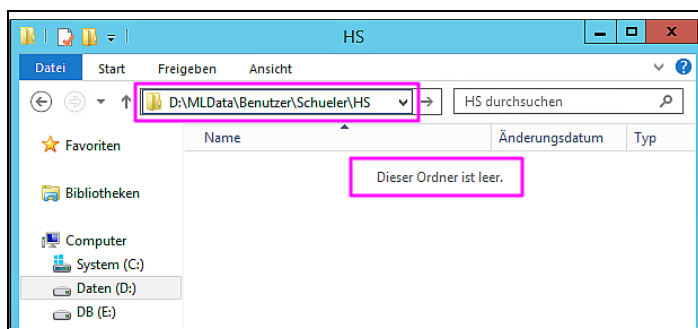 HS
Datei Start Freigeben Ansicht
D:\MLData\Benutzer\Schueler\HS HS durchsuchen
Name Änderungsdatum Typ
Favoriten
Dieser Ordner ist leer.
Bibliotheken
Computer
System (C:)
Daten (D:)
DB (E:)